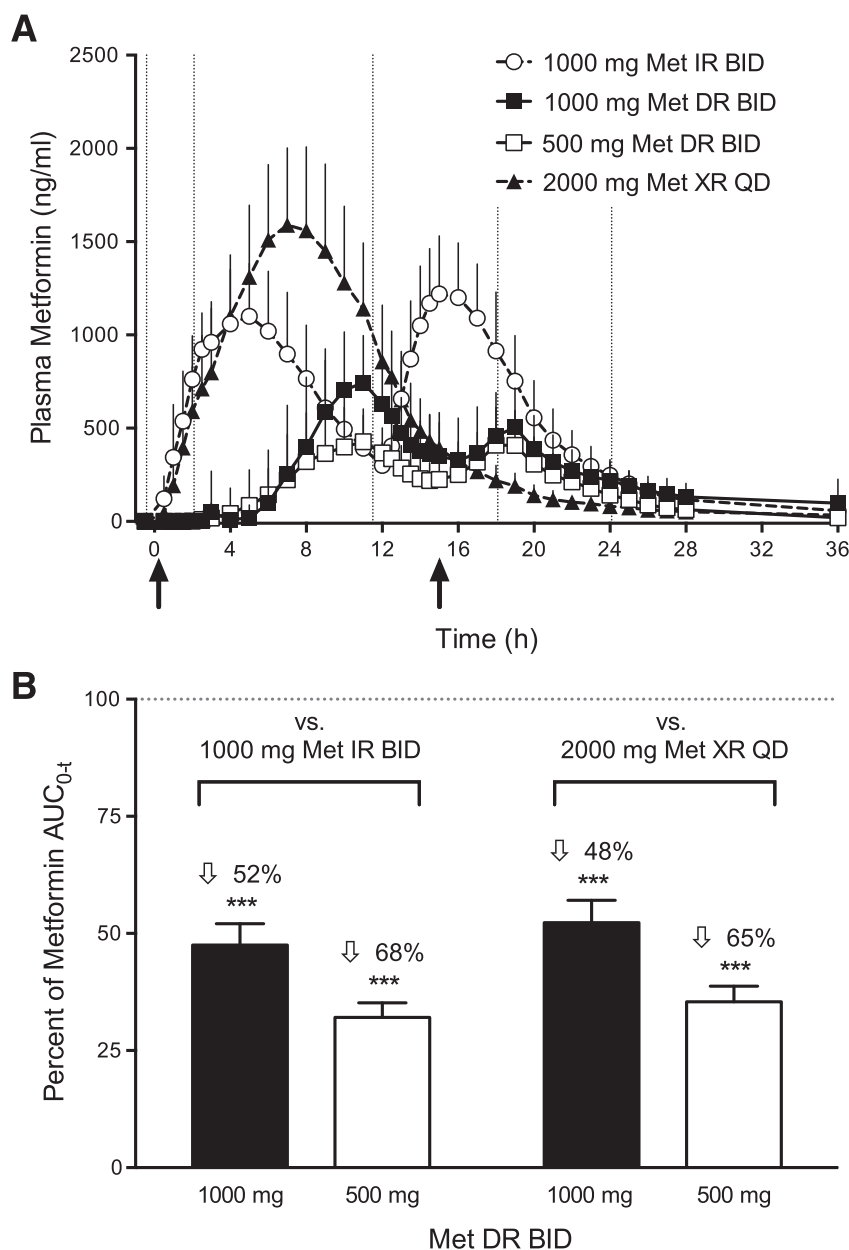 A
2500
2000
1500
1000
500
0
Plasma Metformin (ng/ml)
1000 mg Met IR BID
1000 mg Met DR BID
500 mg Met DR BID
2000 mg Met XR QD
0 4 8 12 16 20 24 28 32 36
Time (h)
B
100
75
50
25
0
Percent of Metformin AUC0-t
vs.
1000 mg Met IR BID
vs.
2000 mg Met XR QD
⇩ 52%
***
⇩ 68%
***
⇩ 48%
***
⇩ 65%
***
1000 mg 500 mg 1000 mg 500 mg
Met DR BID